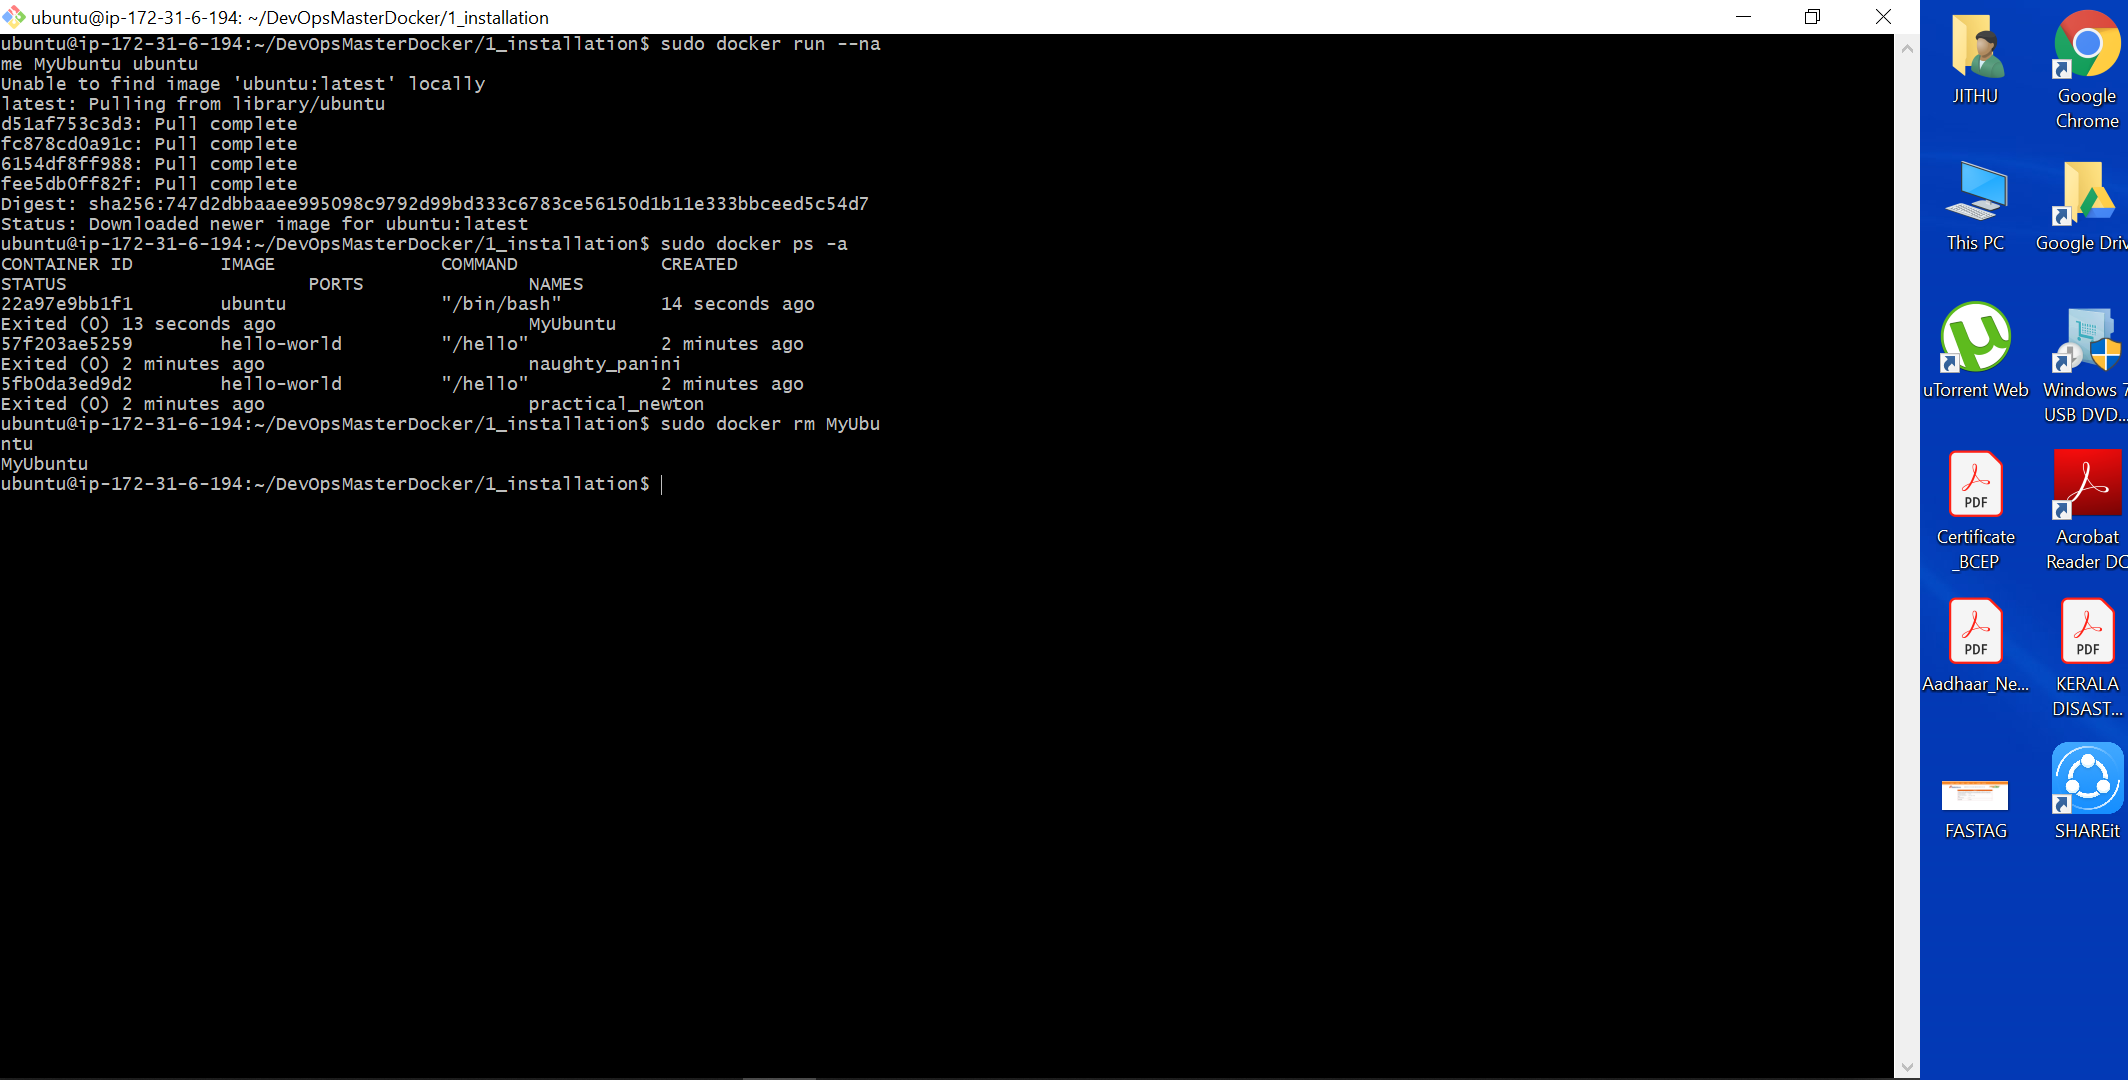 ubuntu@ip-172-31-6-194: ~/DevOpsMasterDocker/1_installation
ubuntu@ip-172-31-6-194:~/DevOpsMasterDocker/1_installation$ sudo docker run --na
me MyUbuntu ubuntu
Unable to find image 'ubuntu:latest' locally
latest: Pulling from library/ubuntu
d51af753c3d3: Pull complete
fc878cd0a91c: Pull complete
6154df8ff988: Pull complete
fee5db0ff82f: Pull complete
Digest: sha256:747d2dbbaaee995098c9792d99bd333c6783ce56150d1b11e333bbceed5c54d7
Status: Downloaded newer image for ubuntu:latest
ubuntu@ip-172-31-6-194:~/DevOpsMasterDocker/1_installation$ sudo docker ps -a
CONTAINER ID        IMAGE               COMMAND             CREATED
STATUS                      PORTS               NAMES
22a97e9bb1f1        ubuntu              "/bin/bash"         14 seconds ago
Exited (0) 13 seconds ago                       MyUbuntu
57f203ae5259        hello-world         "/hello"            2 minutes ago
Exited (0) 2 minutes ago                        naughty_panini
5fb0da3ed9d2        hello-world         "/hello"            2 minutes ago
Exited (0) 2 minutes ago                        practical_newton
ubuntu@ip-172-31-6-194:~/DevOpsMasterDocker/1_installation$ sudo docker rm MyUbu
ntu
MyUbuntu
ubuntu@ip-172-31-6-194:~/DevOpsMasterDocker/1_installation$
JITHU
Google
Chrome
This PC
Google Driv
uTorrent Web
Windows 7
USB DVD...
PDF
Certificate
_BCEP
Acrobat
Reader DC
PDF
Aadhaar_Ne...
PDF
KERALA
DISAST...
FASTAG
SHAREit